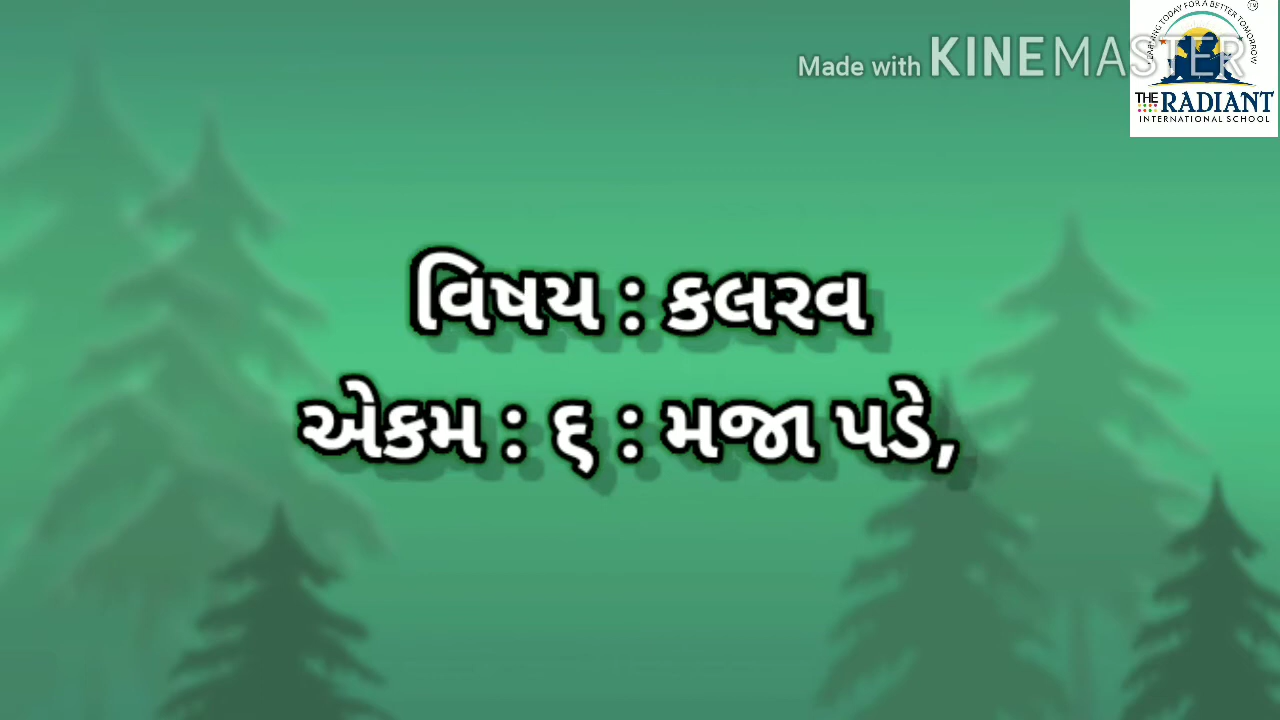 Made with KINEMASTER
THE RADIANT
INTERNATIONAL SCHOOL
વિષય : કલરવ
એકમ : ૬ : મજા પડે,